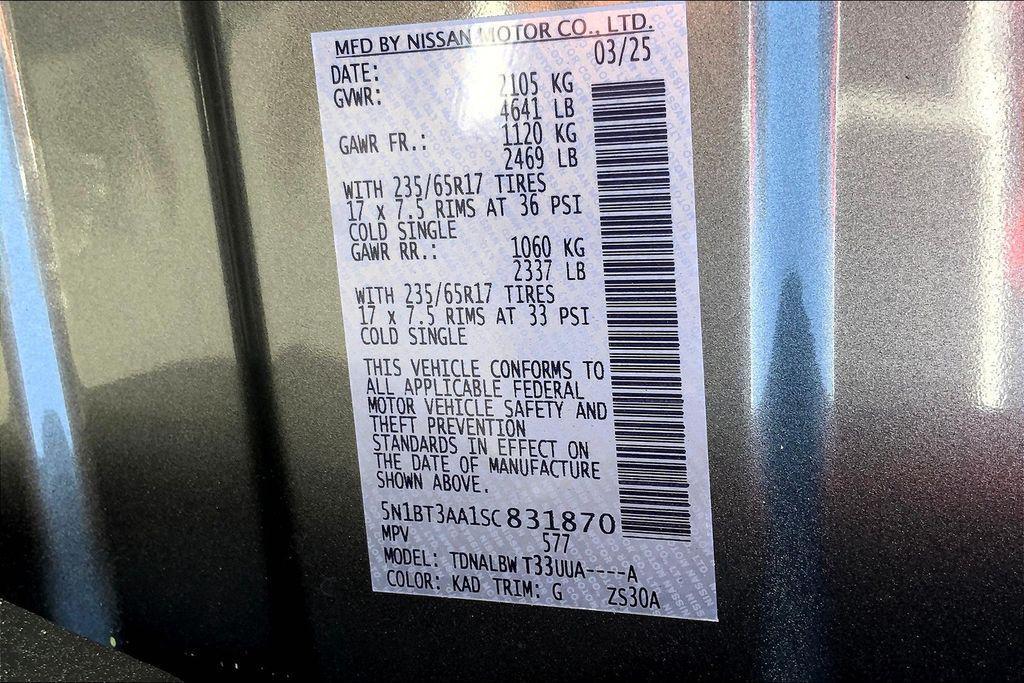 MFD BY NISSAN MOTOR CO., LTD.
DATE: 03/25
GVWR: 2105 KG
4641 LB
GAWR FR.: 1120 KG
2469 LB
WITH 235/65R17 TIRES
17 x 7.5 RIMS AT 36 PSI
COLD SINGLE
GAWR RR.: 1060 KG
2337 LB
WITH 235/65R17 TIRES
17 x 7.5 RIMS AT 33 PSI
COLD SINGLE
THIS VEHICLE CONFORMS TO
ALL APPLICABLE FEDERAL
MOTOR VEHICLE SAFETY AND
THEFT PREVENTION
STANDARDS IN EFFECT ON
THE DATE OF MANUFACTURE
SHOWN ABOVE.
5N1BT3AA1SC831870
MPV 577
MODEL: TDNALBW T33UUA----A
COLOR: KAD TRIM: G ZS30A